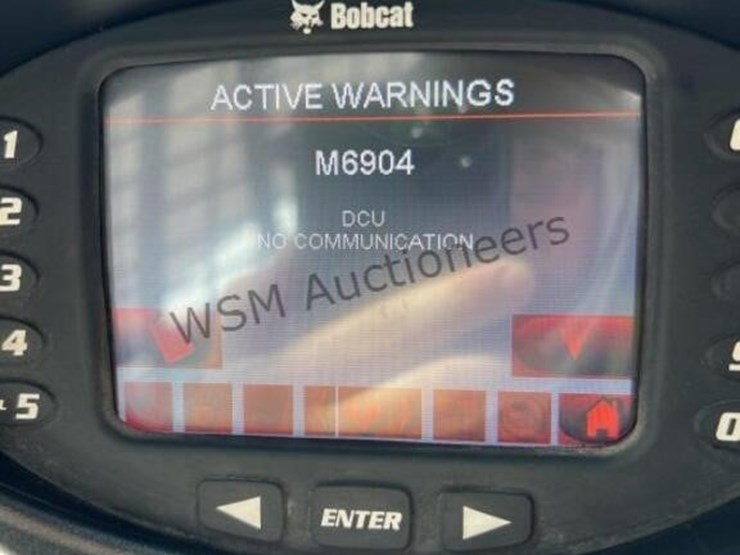 Bobcat
ACTIVE WARNINGS
M6904
DCU
NO COMMUNICATION
WSM Auctioneers
1
2
3
4
5
ENTER